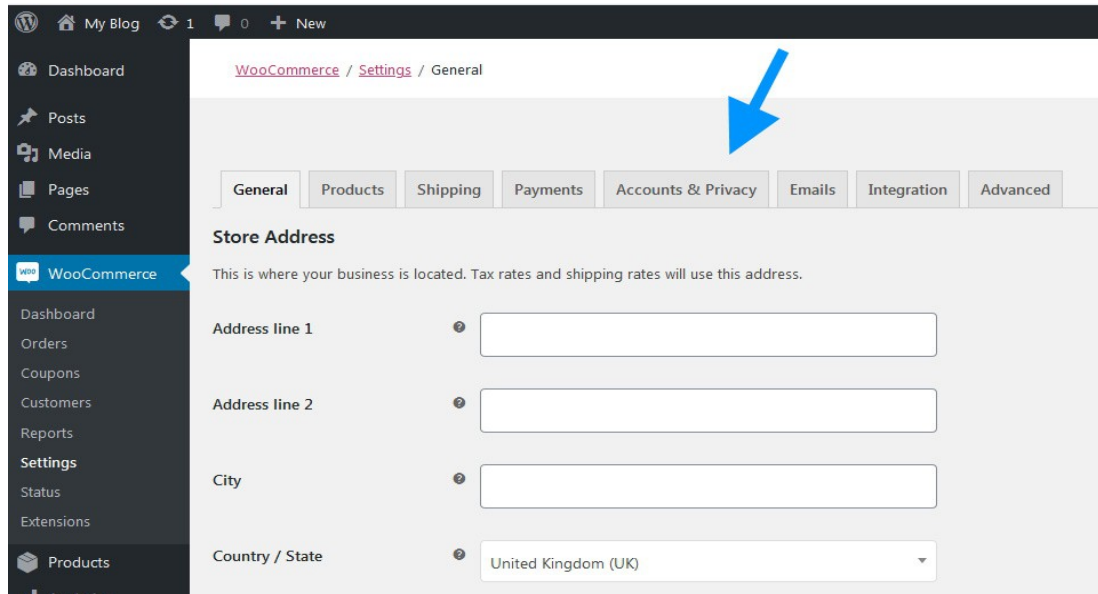 My Blog 1 0 + New
Dashboard
Posts
Media
Pages
Comments
WOO WooCommerce
Dashboard
Orders
Coupons
Customers
Reports
Settings
Status
Extensions
Products
WooCommerce / Settings / General
General Products Shipping Payments Accounts & Privacy Emails Integration Advanced
Store Address
This is where your business is located. Tax rates and shipping rates will use this address.
Address line 1
Address line 2
City
Country / State United Kingdom (UK)